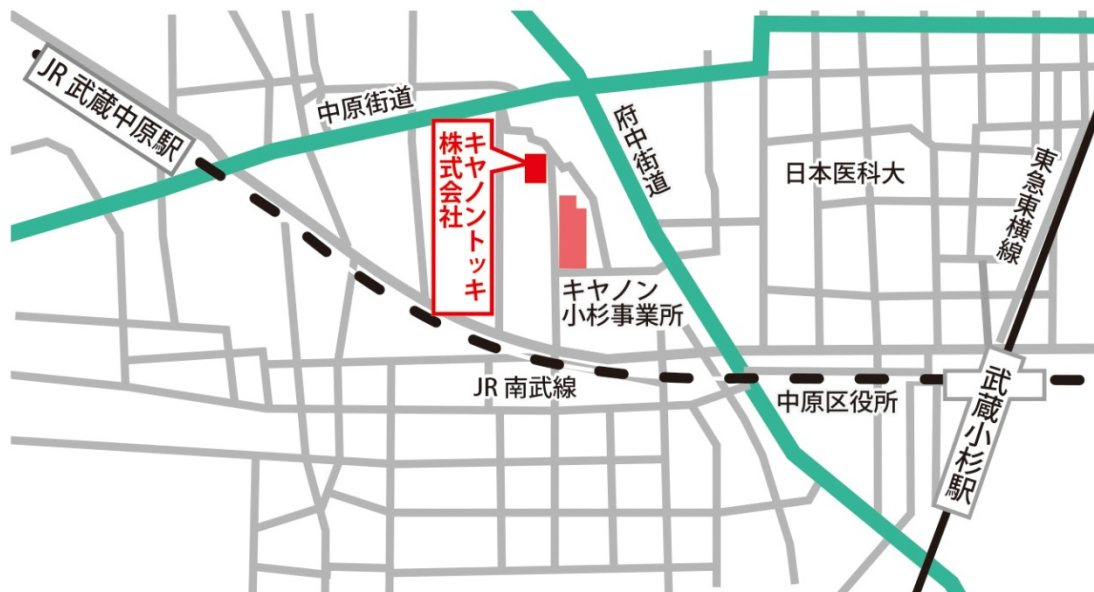 JR 武蔵中原駅
中原街道
キヤノントッキ
株式会社
府中街道
日本医科大
東急東横線
キヤノン
小杉事業所
JR 南武線
中原区役所
武蔵小杉駅